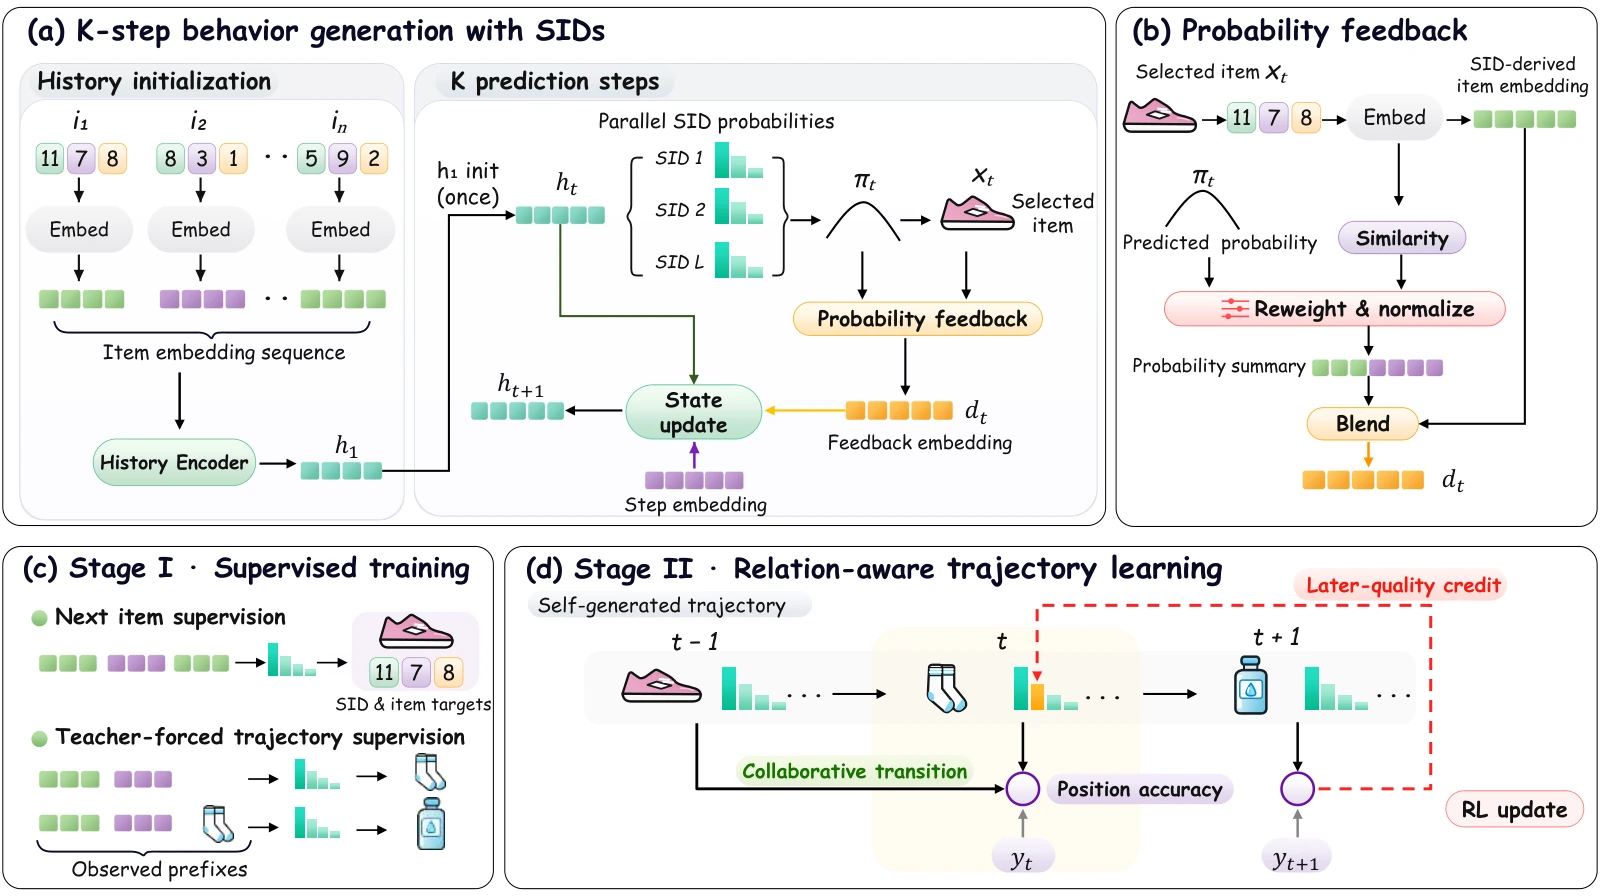 (a) K-step behavior generation with SIDs
History initialization
i₁ i₂ iₙ
11 7 8 8 3 1 · · 5 9 2
Embed Embed Embed
· ·
Item embedding sequence
History Encoder
h₁
K prediction steps
Parallel SID probabilities
h₁ init
(once)
hₜ
SID 1
SID 2
SID L
πₜ
xₜ
Selected
item
Probability feedback
hₜ₊₁
State
update
dₜ
Feedback embedding
Step embedding
(b) Probability feedback
Selected item xₜ
SID-derived
item embedding
11 7 8
Embed
πₜ
Predicted probability
Similarity
Reweight & normalize
Probability summary
Blend
dₜ
(c) Stage I · Supervised training
Next item supervision
11 7 8
SID & item targets
Teacher-forced trajectory supervision
Observed prefixes
(d) Stage II · Relation-aware trajectory learning
Later-quality credit
Self-generated trajectory
t − 1 t t + 1
· · · · · · · · ·
Collaborative transition
Position accuracy
RL update
yₜ yₜ₊₁